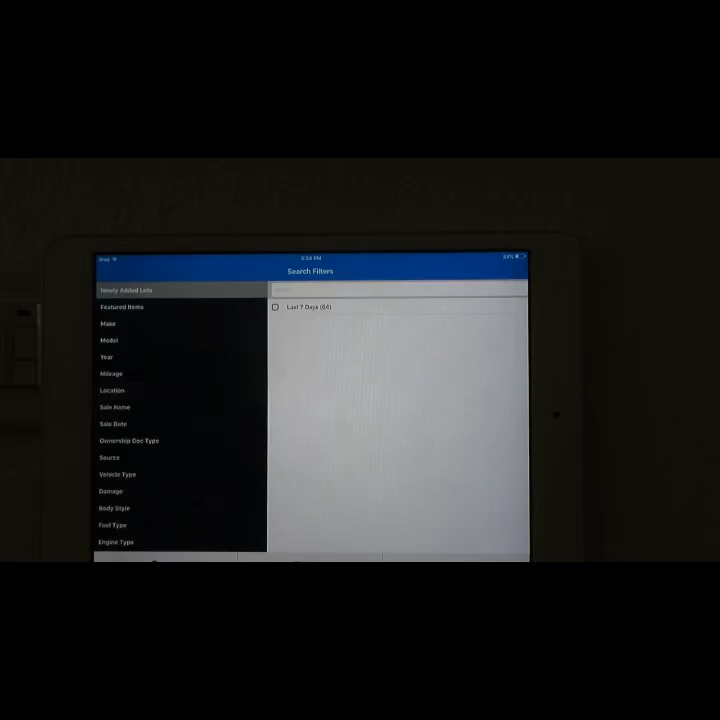 iPad 3:34 PM
Search Filters
Newly Added Lots
Featured Items
Last 7 Days (64)
Make
Model
Year
Mileage
Location
Sale Name
Sale Date
Ownership Doc Type
Source
Vehicle Type
Damage
Body Style
Fuel Type
Engine Type